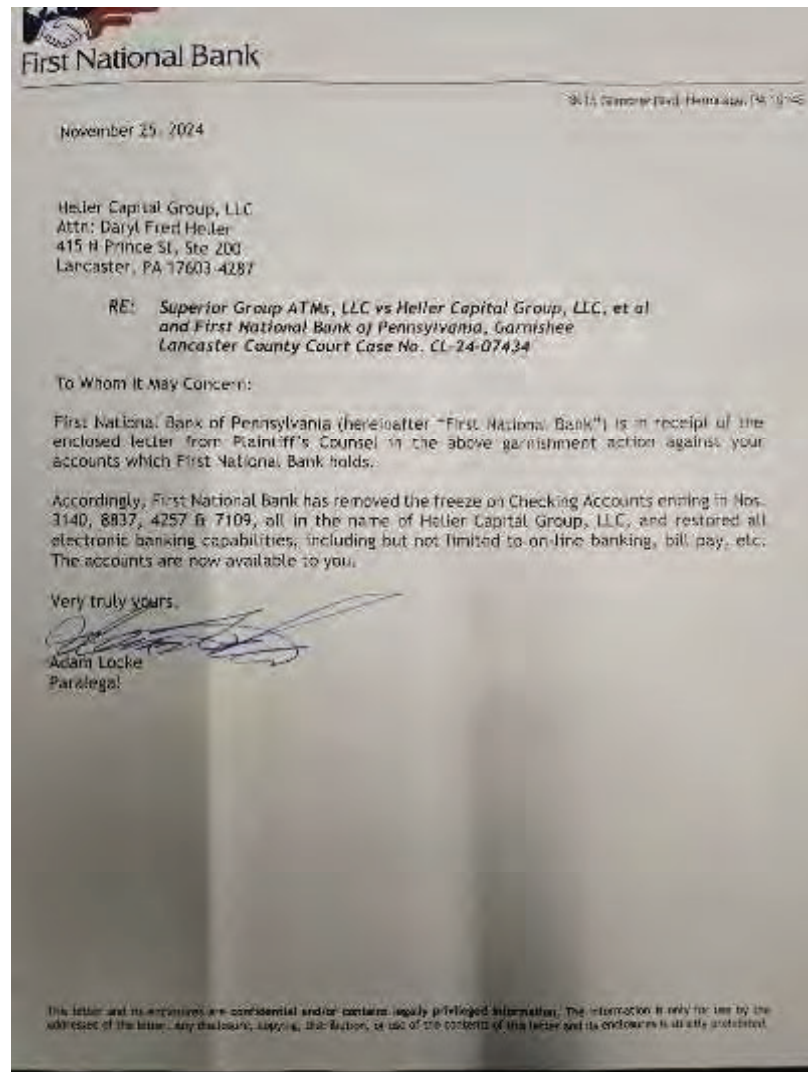 First National Bank
November 25, 2024
Heller Capital Group, LLC
Attn: Daryl Fred Heller
415 N Prince St, Ste 200
Lancaster, PA 17603-4287
RE: Superior Group ATMs, LLC vs Heller Capital Group, LLC, et al
and First National Bank of Pennsylvania, Garnishee
Lancaster County Court Case No. CL-24-07434
To Whom It May Concern:
First National Bank of Pennsylvania (hereinafter "First National Bank") is in receipt of the
enclosed letter from Plaintiff's Counsel in the above garnishment action against your
accounts which First National Bank holds.
Accordingly, First National Bank has removed the freeze on Checking Accounts ending in Nos.
3140, 8837, 4257 & 7109, all in the name of Heller Capital Group, LLC, and restored all
electronic banking capabilities, including but not limited to on-line banking, bill pay, etc.
The accounts are now available to you.
Very truly yours,
Adam Locke
Paralegal
This letter and its enclosures are confidential and/or contains legally privileged information. The information is only for use by the
addresses of the letter, any disclosure, copying, distribution, or use of the contents of this letter and its enclosures is strictly prohibited.